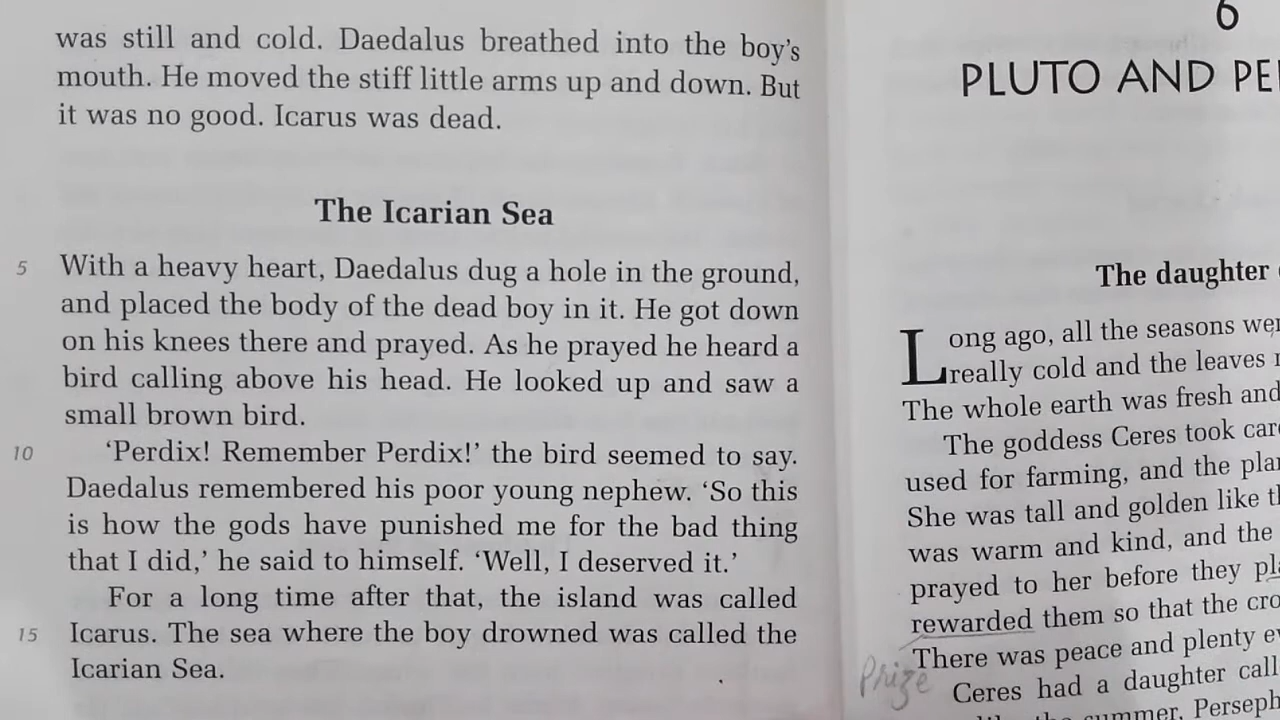 was still and cold. Daedalus breathed into the boy's
mouth. He moved the stiff little arms up and down. But
it was no good. Icarus was dead.
The Icarian Sea
5 With a heavy heart, Daedalus dug a hole in the ground,
and placed the body of the dead boy in it. He got down
on his knees there and prayed. As he prayed he heard a
bird calling above his head. He looked up and saw a
small brown bird.
10 ‘Perdix! Remember Perdix!’ the bird seemed to say.
Daedalus remembered his poor young nephew. ‘So this
is how the gods have punished me for the bad thing
that I did,’ he said to himself. ‘Well, I deserved it.’
For a long time after that, the island was called
15 Icarus. The sea where the boy drowned was called the
Icarian Sea.
6
PLUTO AND PE
The daughter
Long ago, all the seasons wer
really cold and the leaves
The whole earth was fresh and
The goddess Ceres took car
used for farming, and the pla
She was tall and golden like t
was warm and kind, and the
prayed to her before they pl
rewarded them so that the cro
There was peace and plenty ev
Prize
Ceres had a daughter call
the summer. Perseph